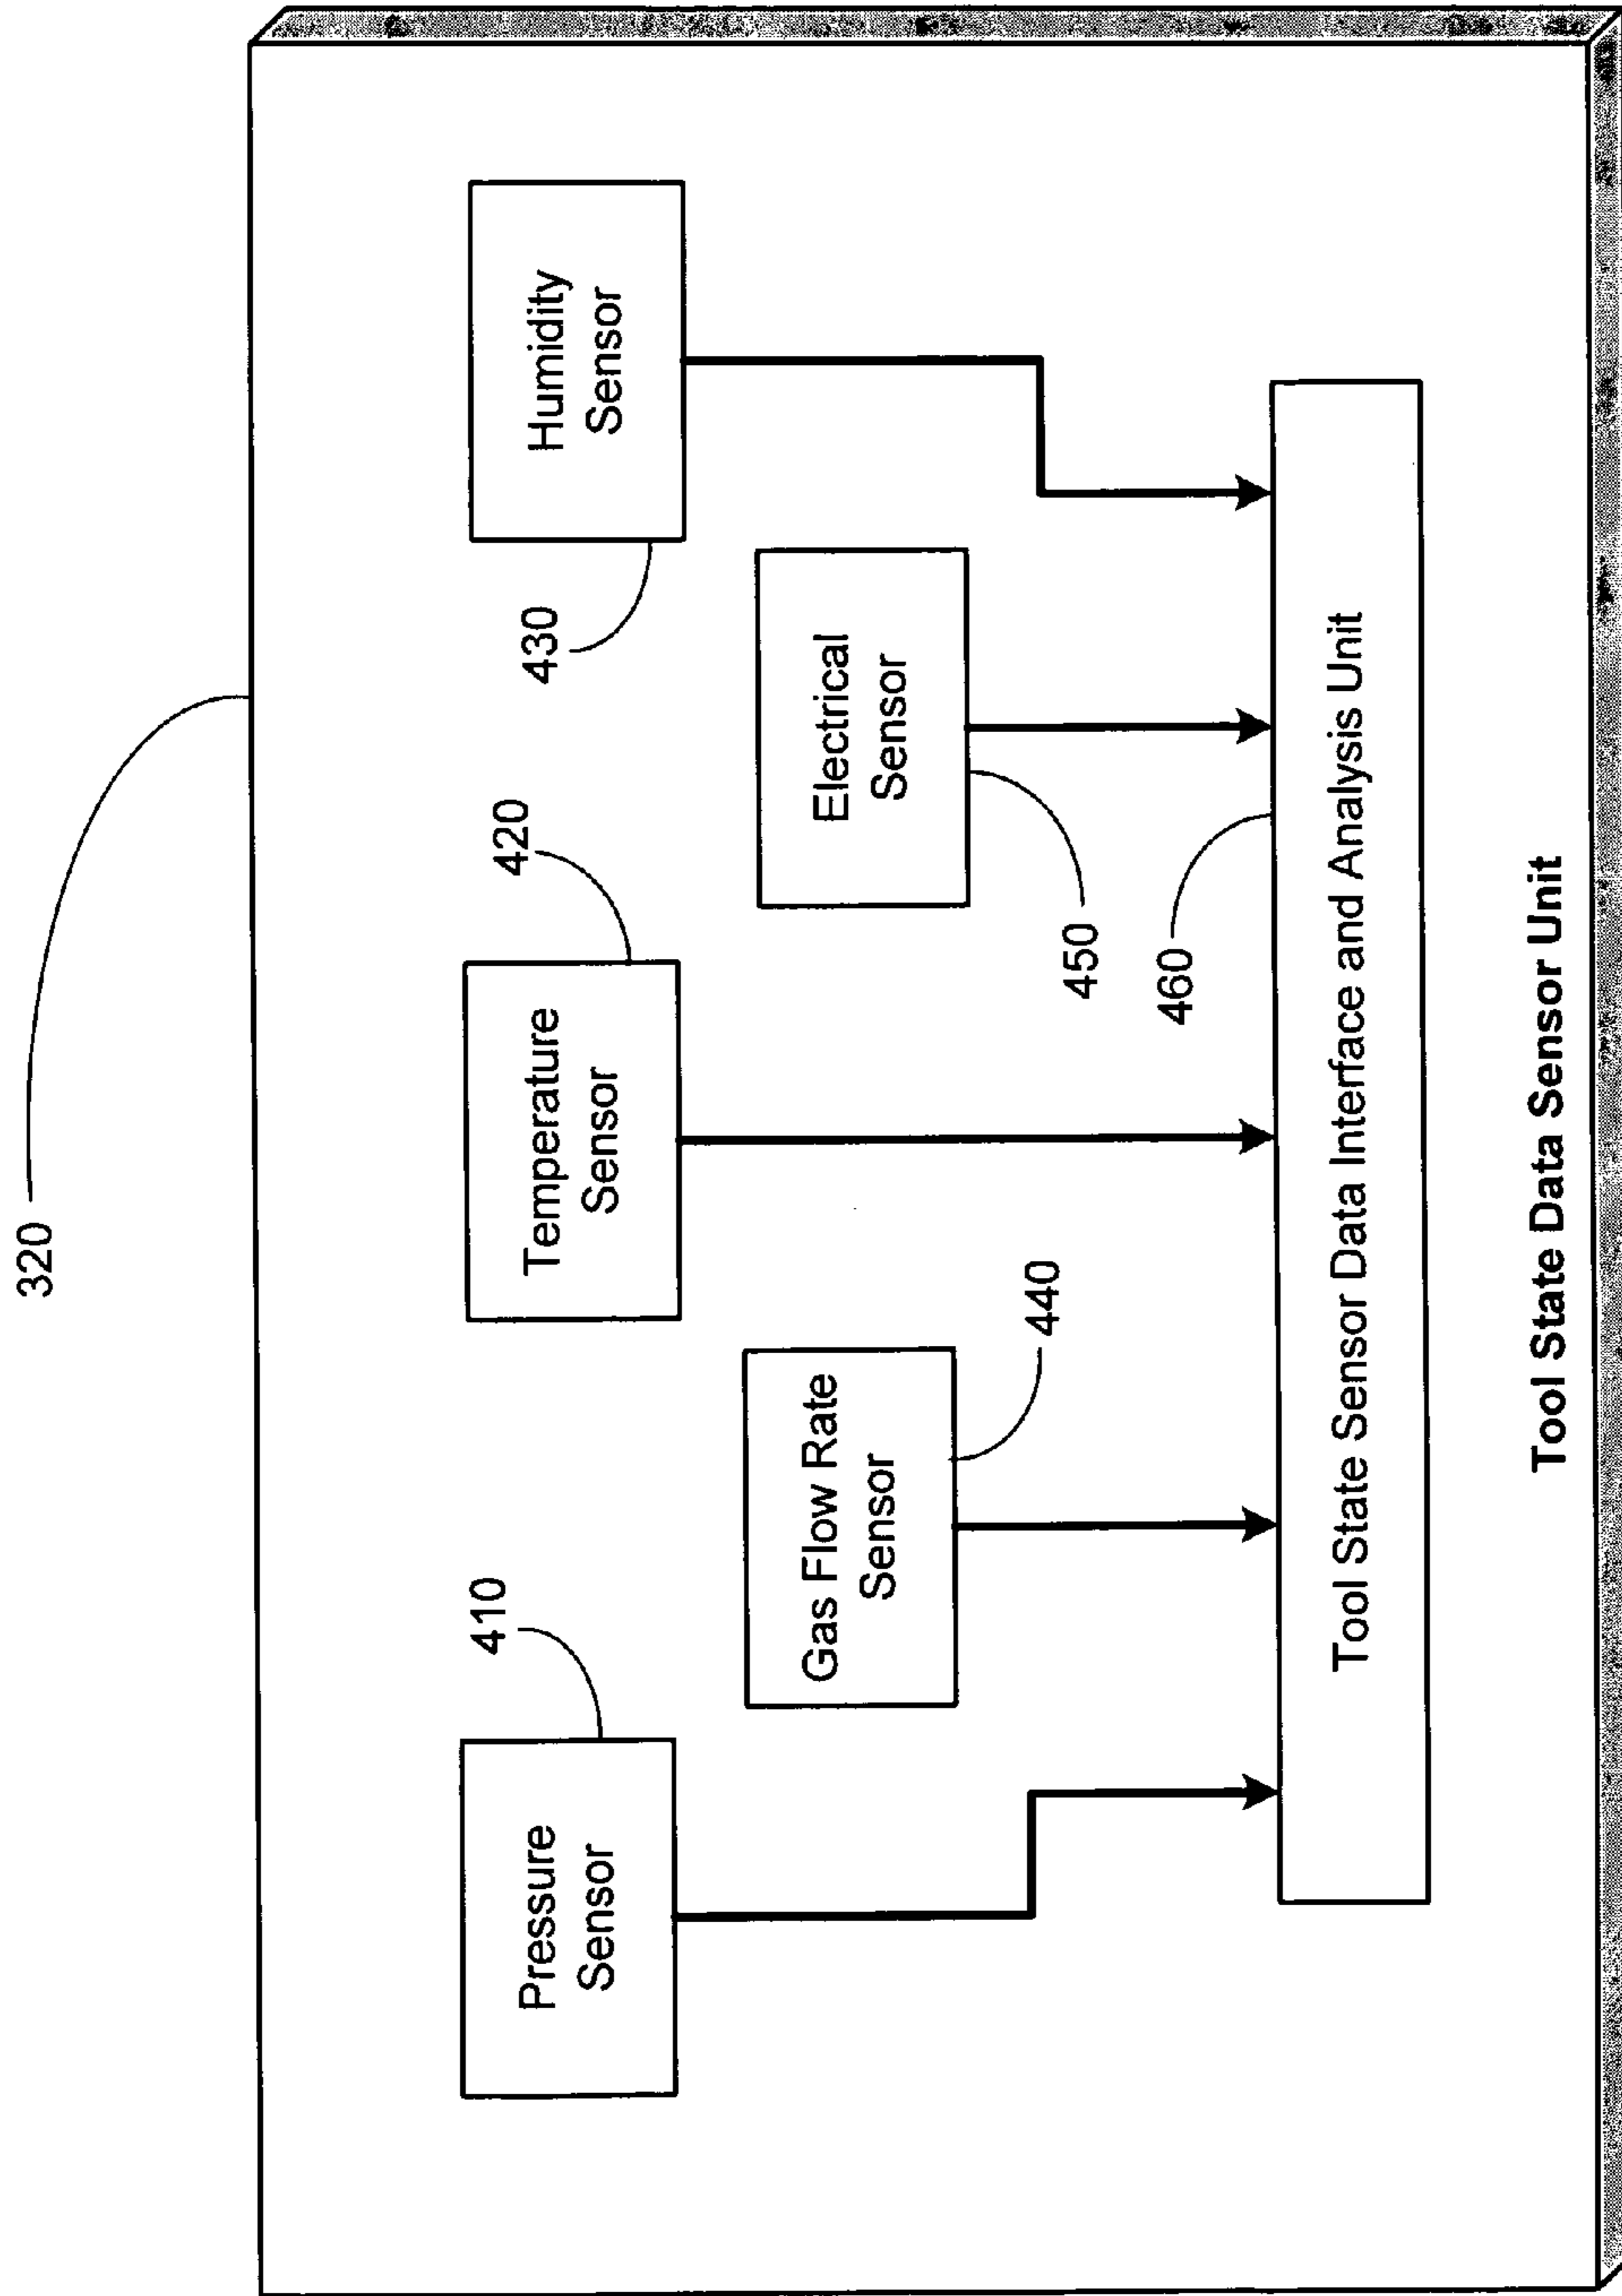 320
410
Pressure
Sensor
420
Temperature
Sensor
430
Humidity
Sensor
440
Gas Flow Rate
Sensor
450
Electrical
Sensor
460
Tool State Sensor Data Interface and Analysis Unit
Tool State Data Sensor Unit